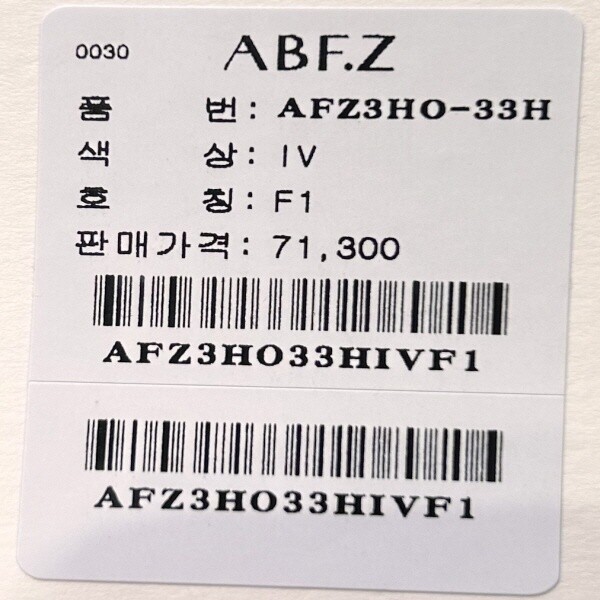 0030 ABF.Z
품 번: AFZ3HO-33H
색 상: IV
호 칭: F1
판매가격: 71,300
AFZ3HO33HIVF1
AFZ3HO33HIVF1